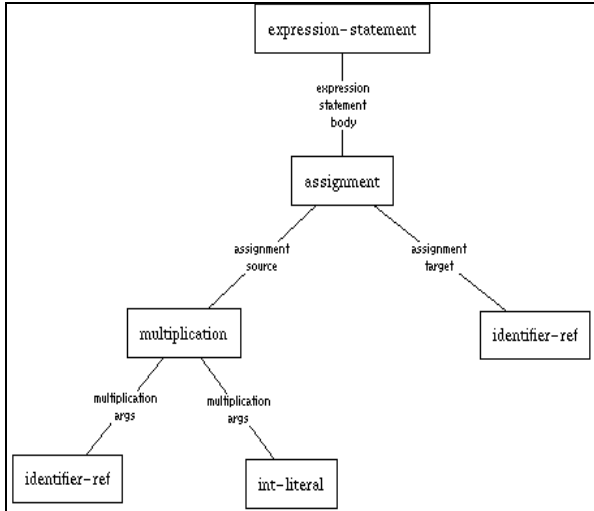 expression-statement
expression
statement
body
assignment
assignment
source
assignment
target
multiplication
identifier-ref
multiplication
args
multiplication
args
identifier-ref
int-literal